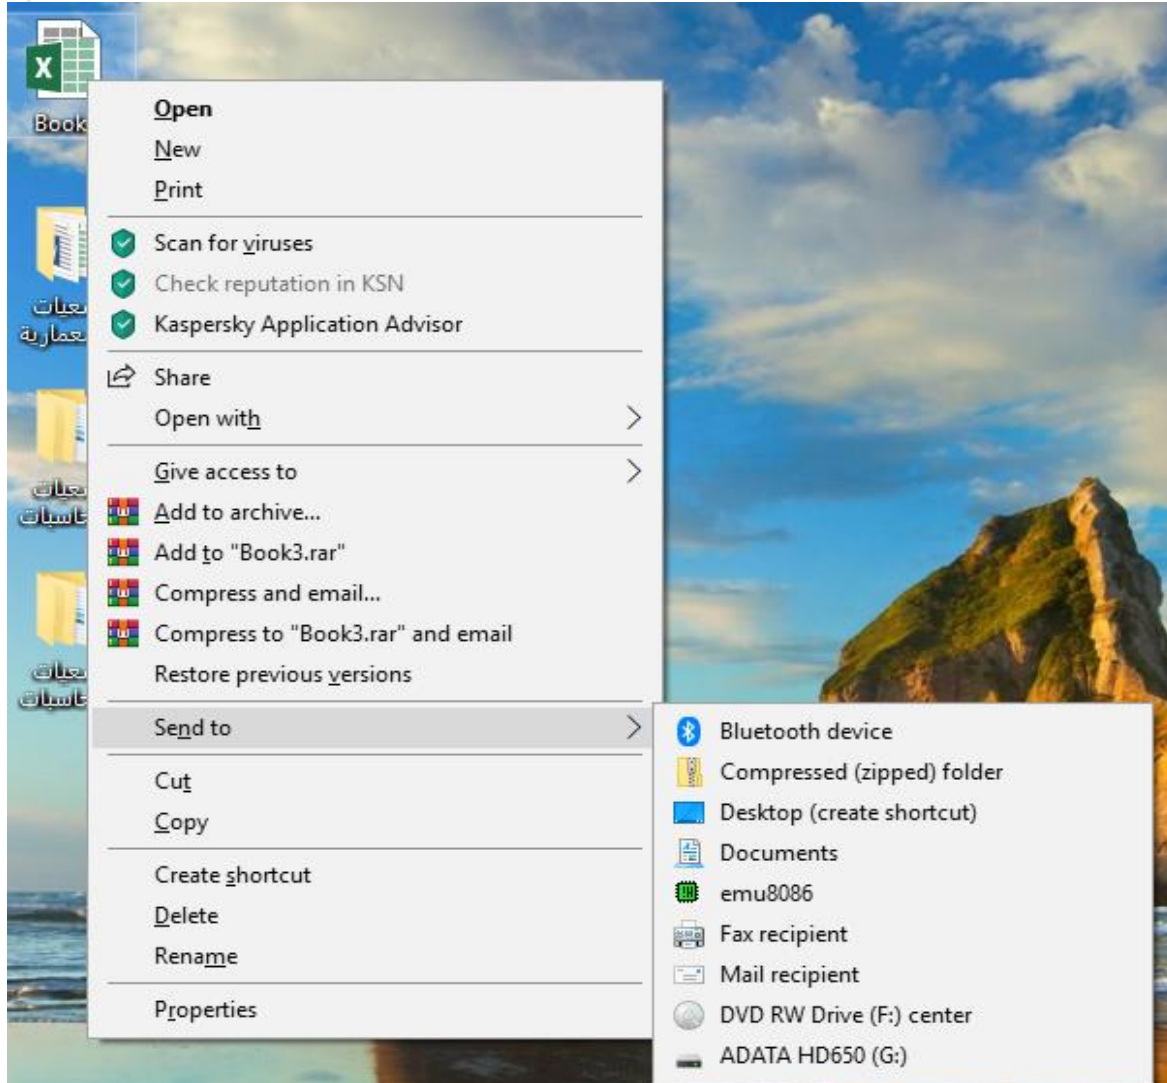 Book
Open
New
Print
Scan for viruses
Check reputation in KSN
Kaspersky Application Advisor
Share
Open with
Give access to
Add to archive...
Add to "Book3.rar"
Compress and email...
Compress to "Book3.rar" and email
Restore previous versions
Send to
Cut
Copy
Create shortcut
Delete
Rename
Properties
Bluetooth device
Compressed (zipped) folder
Desktop (create shortcut)
Documents
emu8086
Fax recipient
Mail recipient
DVD RW Drive (F:) center
ADATA HD650 (G:)